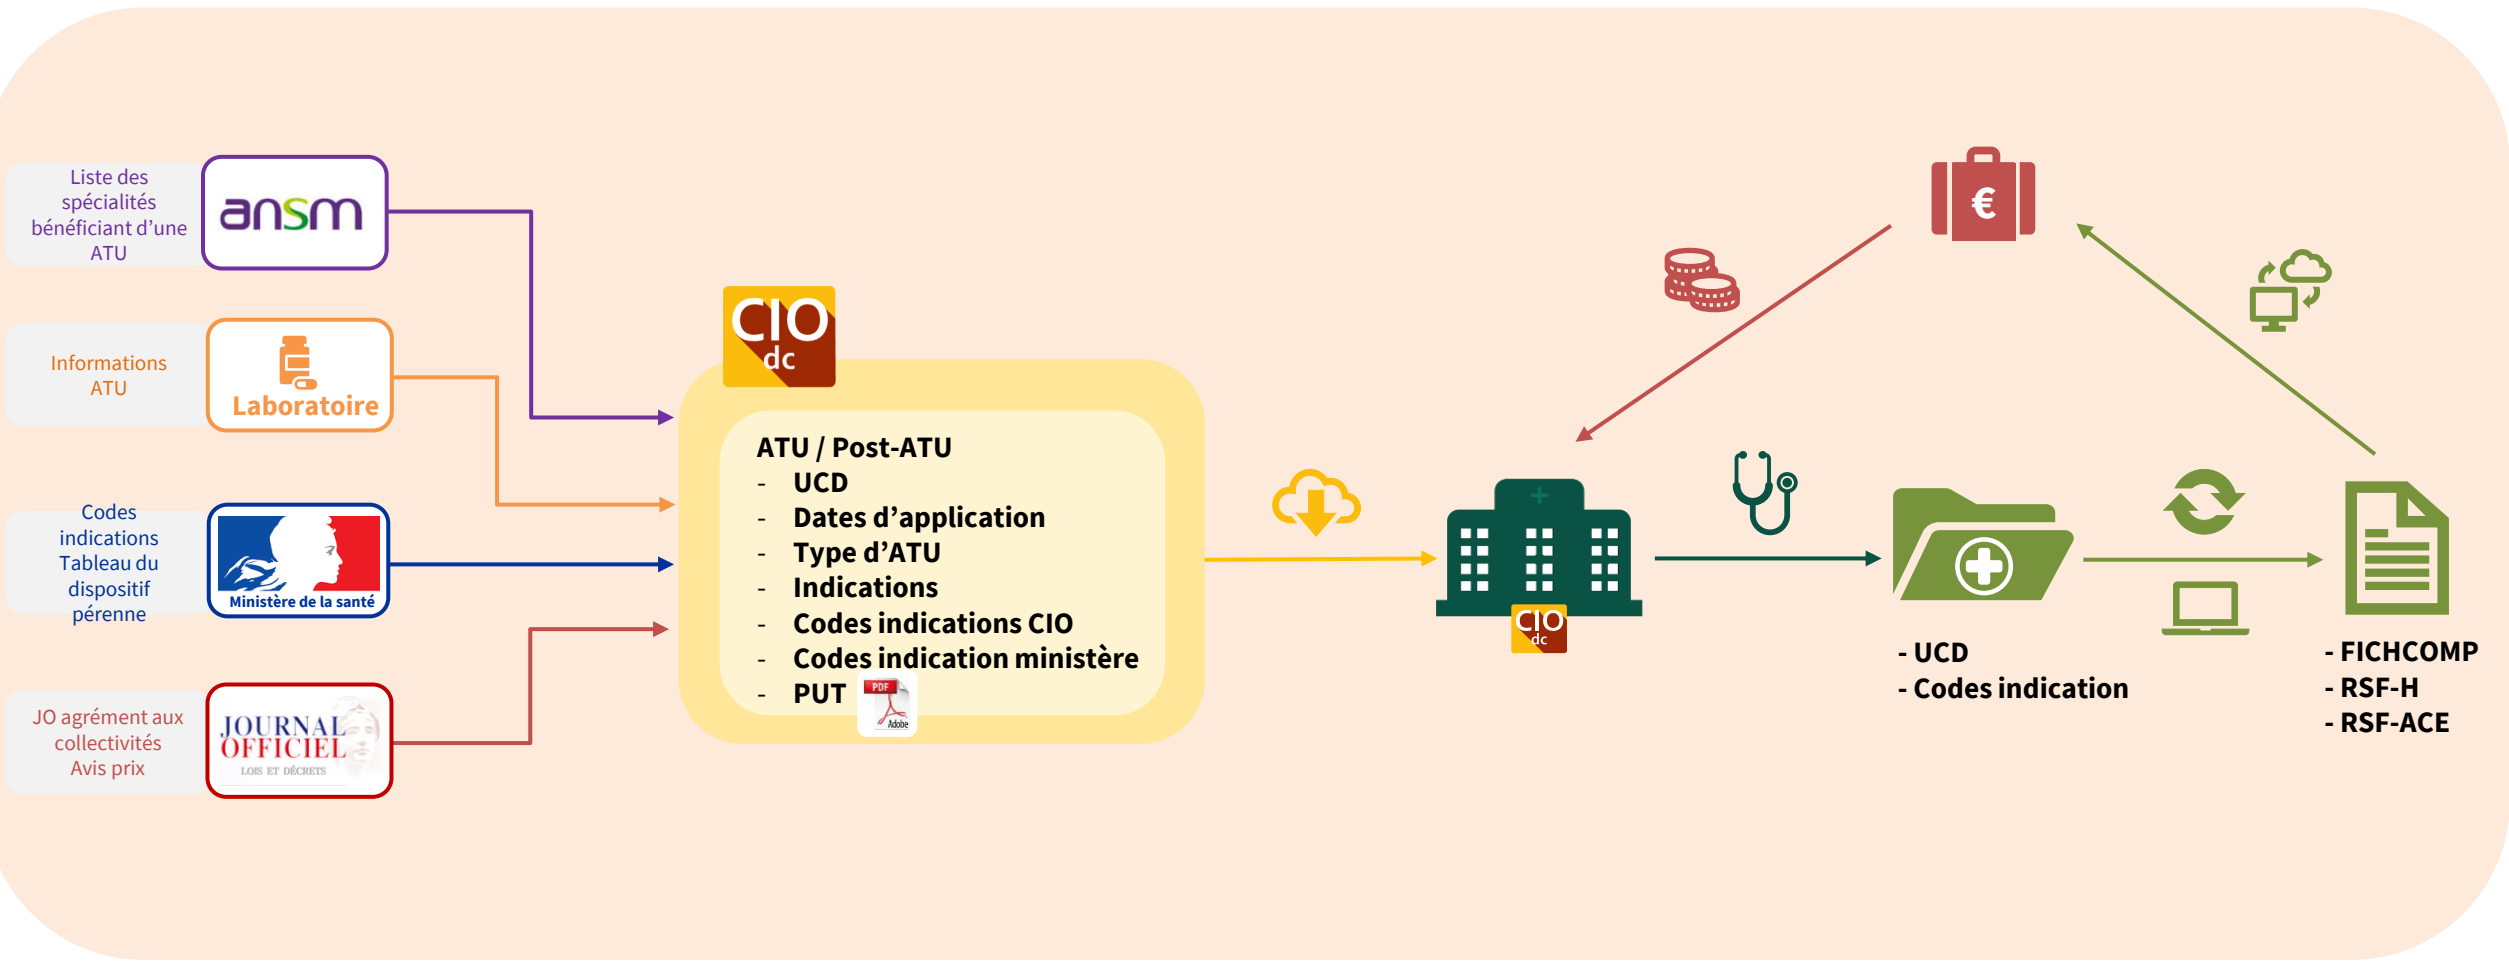 Liste des
spécialités
bénéficiant d'une
ATU
ansm
Informations
ATU
Laboratoire
Codes
indications
Tableau du
dispositif
pérenne
Ministère de la santé
JO agrément aux
collectivités
Avis prix
JOURNAL
OFFICIEL
LOIS ET DÉCRETS
CIO
dc
ATU / Post-ATU
- UCD
- Dates d'application
- Type d'ATU
- Indications
- Codes indications CIO
- Codes indication ministère
- PUT
PDF
Adobe
CIO
dc
€
- UCD
- Codes indication
- FICHCOMP
- RSF-H
- RSF-ACE